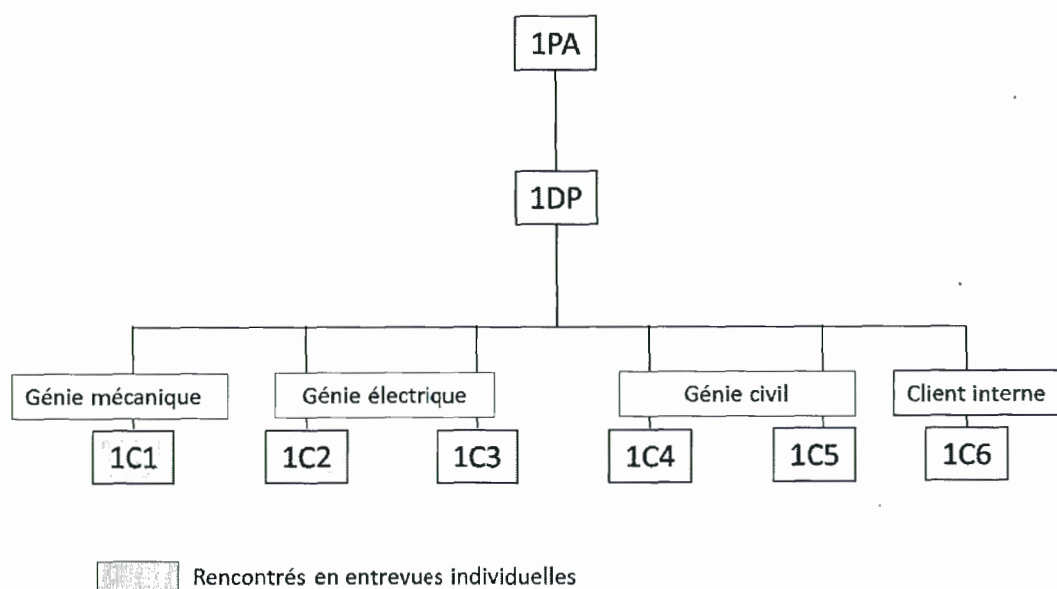 1PA
1DP
Génie mécanique Génie électrique Génie civil Client interne
1C1 1C2 1C3 1C4 1C5 1C6
Rencontrés en entrevues individuelles